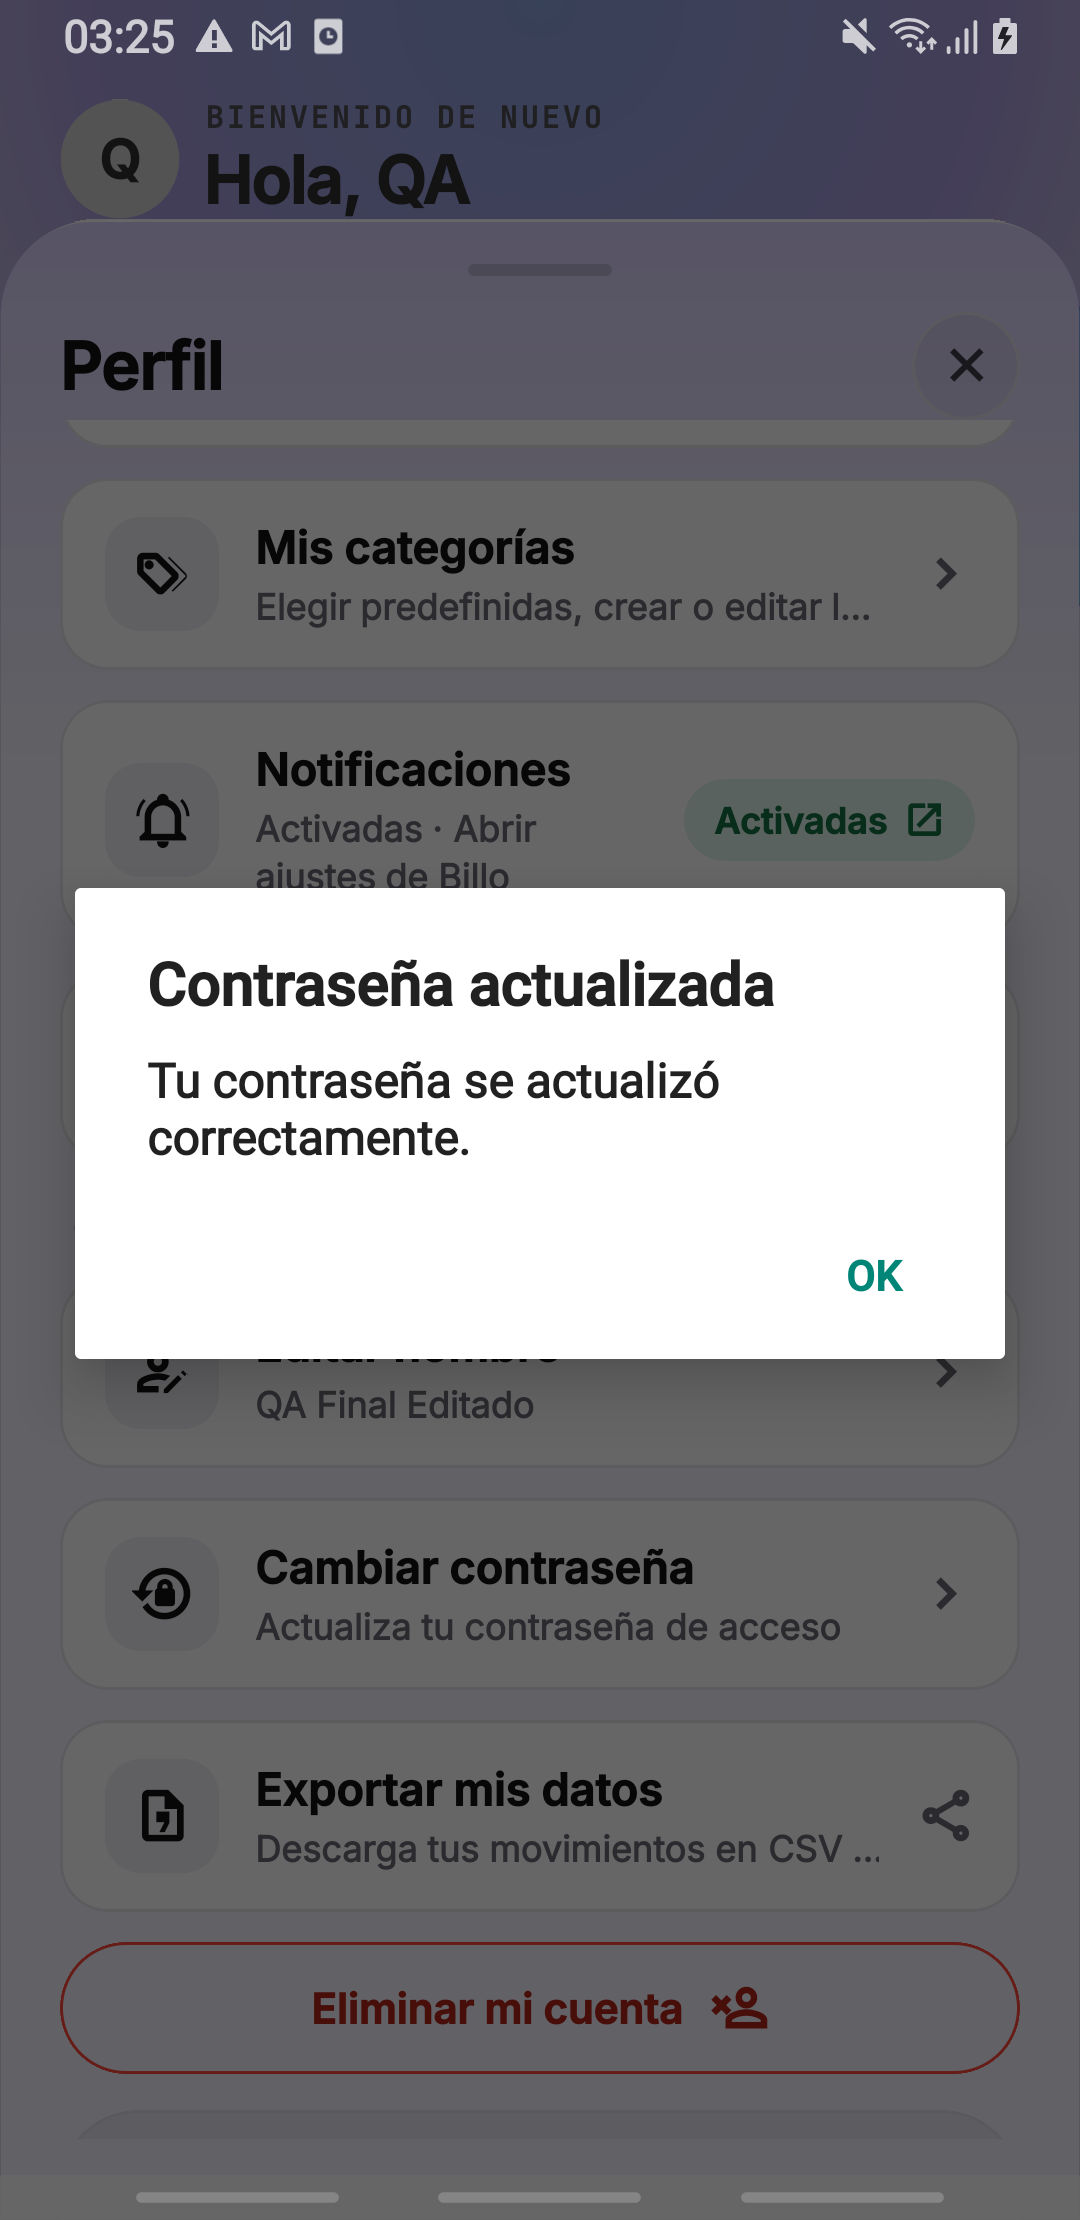 03:25
BIENVENIDO DE NUEVO
Q
Hola, QA
Perfil
Mis categorías
Elegir predefinidas, crear o editar l...
Notificaciones
Activadas · Abrir
ajustes de Billo
Activadas
Contraseña actualizada
Tu contraseña se actualizó
correctamente.
OK
Editar nombre
QA Final Editado
Cambiar contraseña
Actualiza tu contraseña de acceso
Exportar mis datos
Descarga tus movimientos en CSV ...
Eliminar mi cuenta